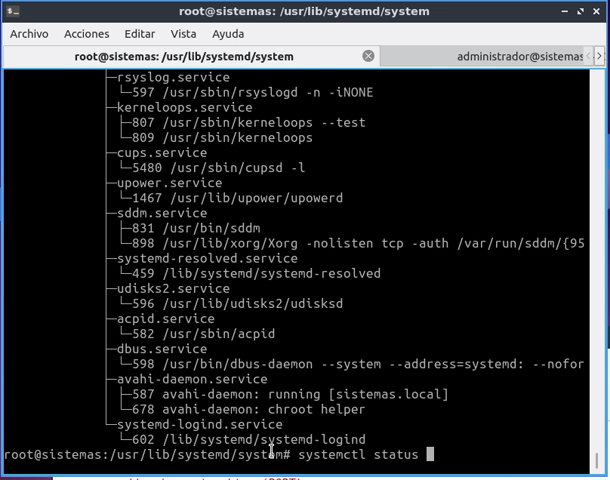 root@sistemas: /usr/lib/systemd/system
Archivo Acciones Editar Vista Ayuda
root@sistemas: /usr/lib/systemd/system administrador@sistemas
├─rsyslog.service
│ └─597 /usr/sbin/rsyslogd -n -iNONE
├─kerneloops.service
│ ├─807 /usr/sbin/kerneloops --test
│ └─809 /usr/sbin/kerneloops
├─cups.service
│ └─5480 /usr/sbin/cupsd -l
├─upower.service
│ └─1467 /usr/lib/upower/upowerd
├─sddm.service
│ ├─831 /usr/bin/sddm
│ └─898 /usr/lib/xorg/Xorg -nolisten tcp -auth /var/run/sddm/{95
├─systemd-resolved.service
│ └─459 /lib/systemd/systemd-resolved
├─udisks2.service
│ └─596 /usr/lib/udisks2/udisksd
├─acpid.service
│ └─582 /usr/sbin/acpid
├─dbus.service
│ └─598 /usr/bin/dbus-daemon --system --address=systemd: --nofor
├─avahi-daemon.service
│ ├─587 avahi-daemon: running [sistemas.local]
│ └─678 avahi-daemon: chroot helper
└─systemd-logind.service
└─602 /lib/systemd/systemd-logind
root@sistemas:/usr/lib/systemd/system# systemctl status